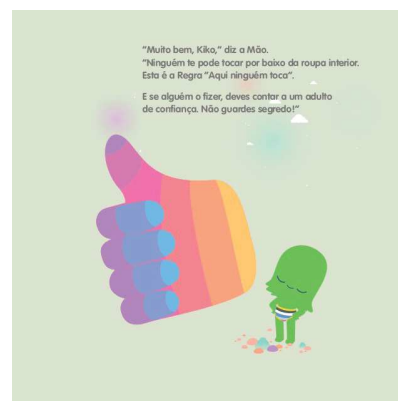 “Muito bem, Kiko,” diz a Mão.
“Ninguém te pode tocar por baixo da roupa interior.
Esta é a Regra “Aqui ninguém toca”.
E se alguém o fizer, deves contar a um adulto
de confiança. Não guardes segredo!”